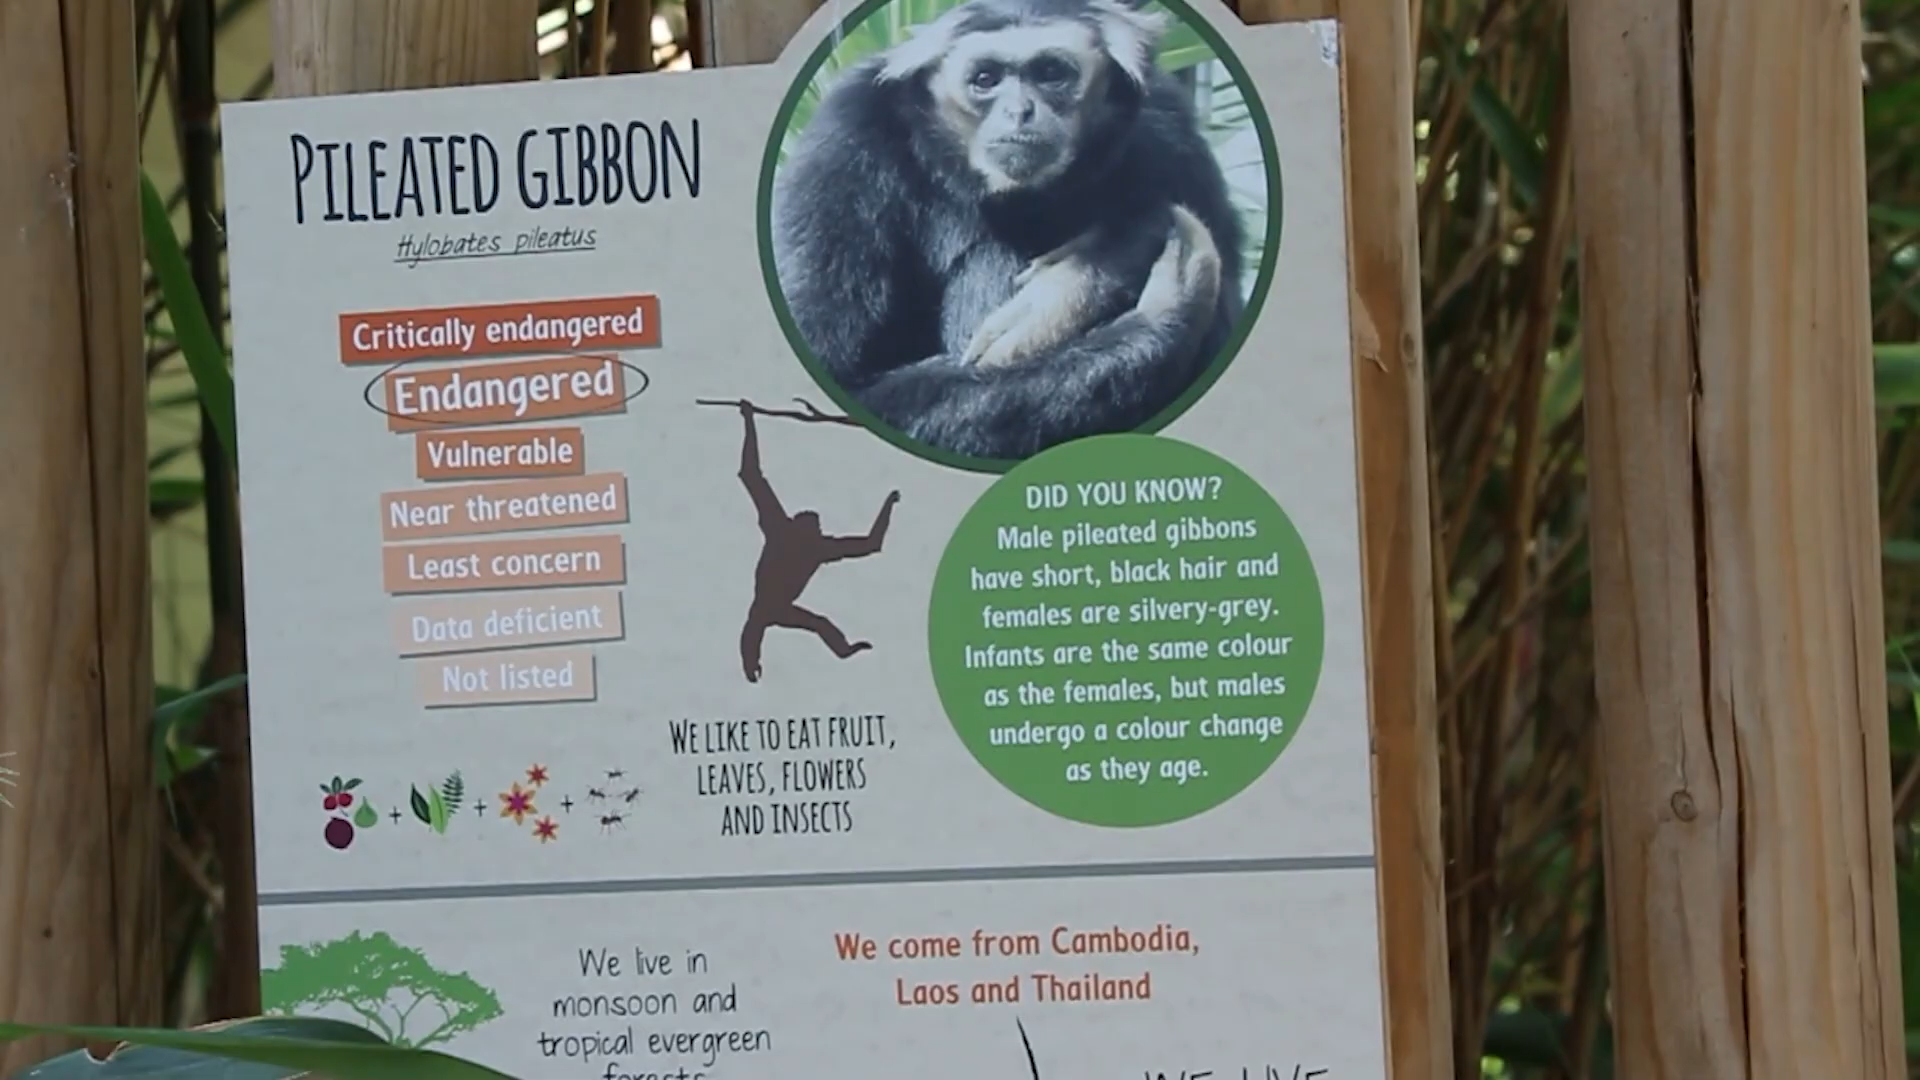 PILEATED GIBBON
Hylobates pileatus
Critically endangered
Endangered
Vulnerable
Near threatened
Least concern
Data deficient
Not listed
+ + +
WE LIKE TO EAT FRUIT,
LEAVES, FLOWERS
AND INSECTS
DID YOU KNOW?
Male pileated gibbons
have short, black hair and
females are silvery-grey.
Infants are the same colour
as the females, but males
undergo a colour change
as they age.
We live in
monsoon and
tropical evergreen
forests
We come from Cambodia,
Laos and Thailand
WE LIVE